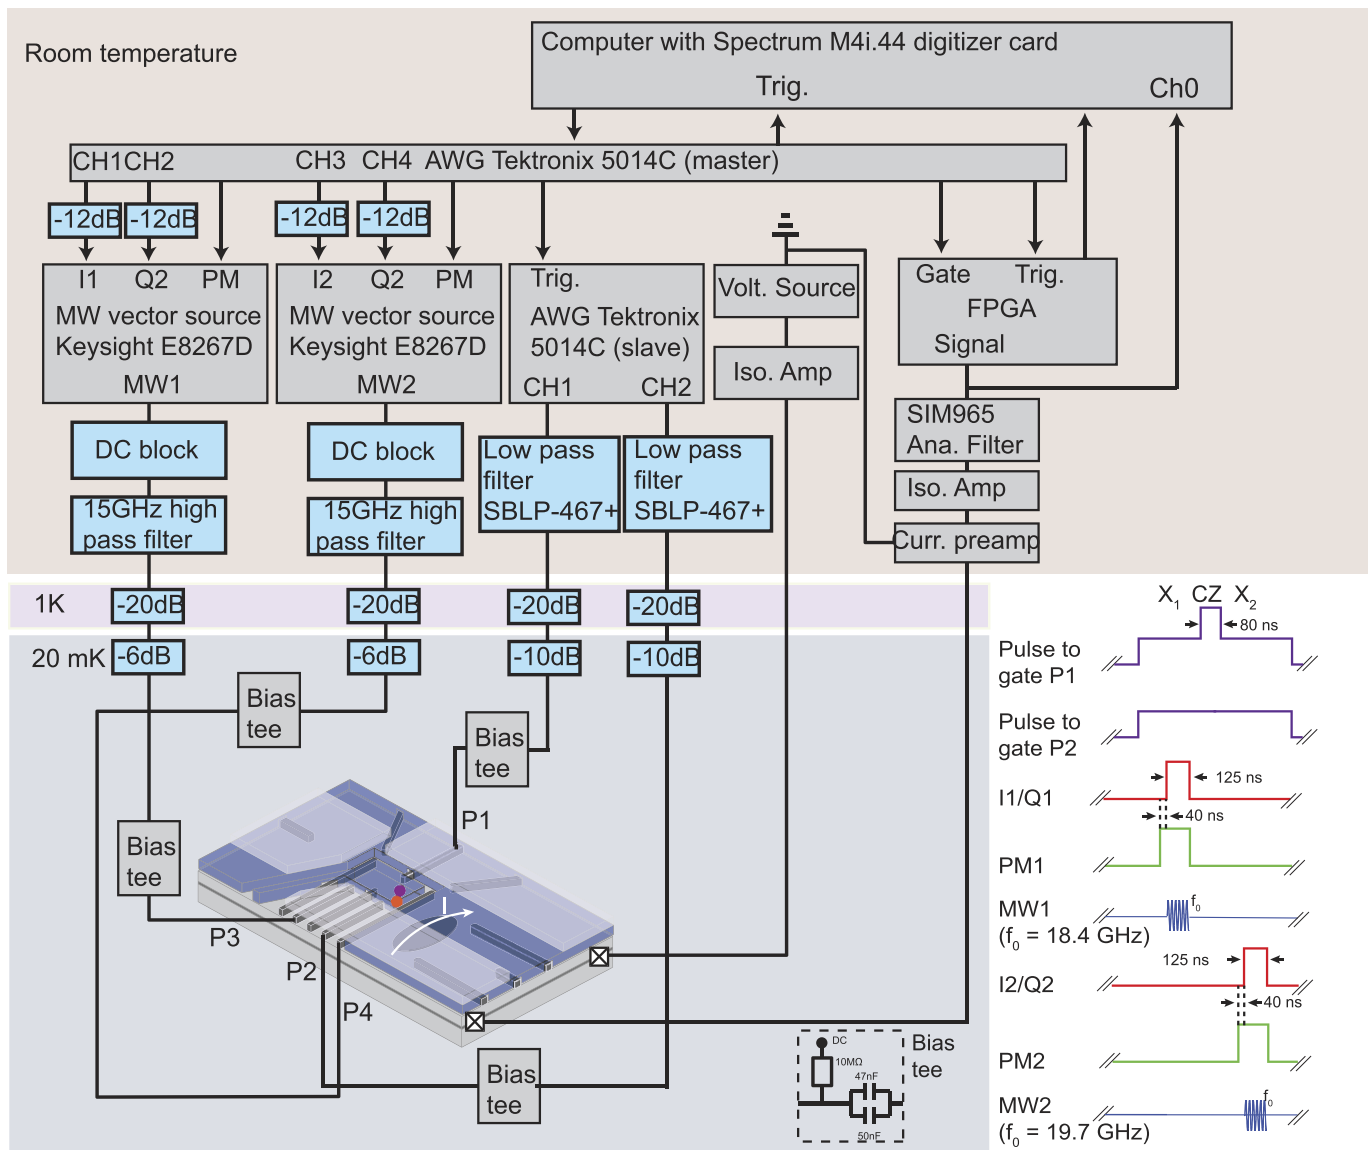 Room temperature
Computer with Spectrum M4i.44 digitizer card
Trig.
Ch0
CH1 CH2 CH3 CH4 AWG Tektronix 5014C (master)
-12dB -12dB -12dB -12dB
I1 Q2 PM
MW vector source
Keysight E8267D
MW1
I2 Q2 PM
MW vector source
Keysight E8267D
MW2
Trig.
AWG Tektronix
5014C (slave)
CH1 CH2
Volt. Source
Iso. Amp
Gate Trig.
FPGA
Signal
SIM965
Ana. Filter
Iso. Amp
Curr. preamp
DC block
15GHz high
pass filter
DC block
15GHz high
pass filter
Low pass
filter
SBLP-467+
Low pass
filter
SBLP-467+
1K
-20dB -20dB -20dB -20dB
20 mK
-6dB -6dB -10dB -10dB
Bias
tee
Bias
tee
Bias
tee
Bias
tee
P1
P3
P2
P4
I
DC
10MΩ
47nF
50nF
Bias
tee
X1 CZ X2
80 ns
Pulse to
gate P1
Pulse to
gate P2
I1/Q1
125 ns
40 ns
PM1
MW1
(f0 = 18.4 GHz)
f0
125 ns
I2/Q2
40 ns
PM2
MW2
(f0 = 19.7 GHz)
f0